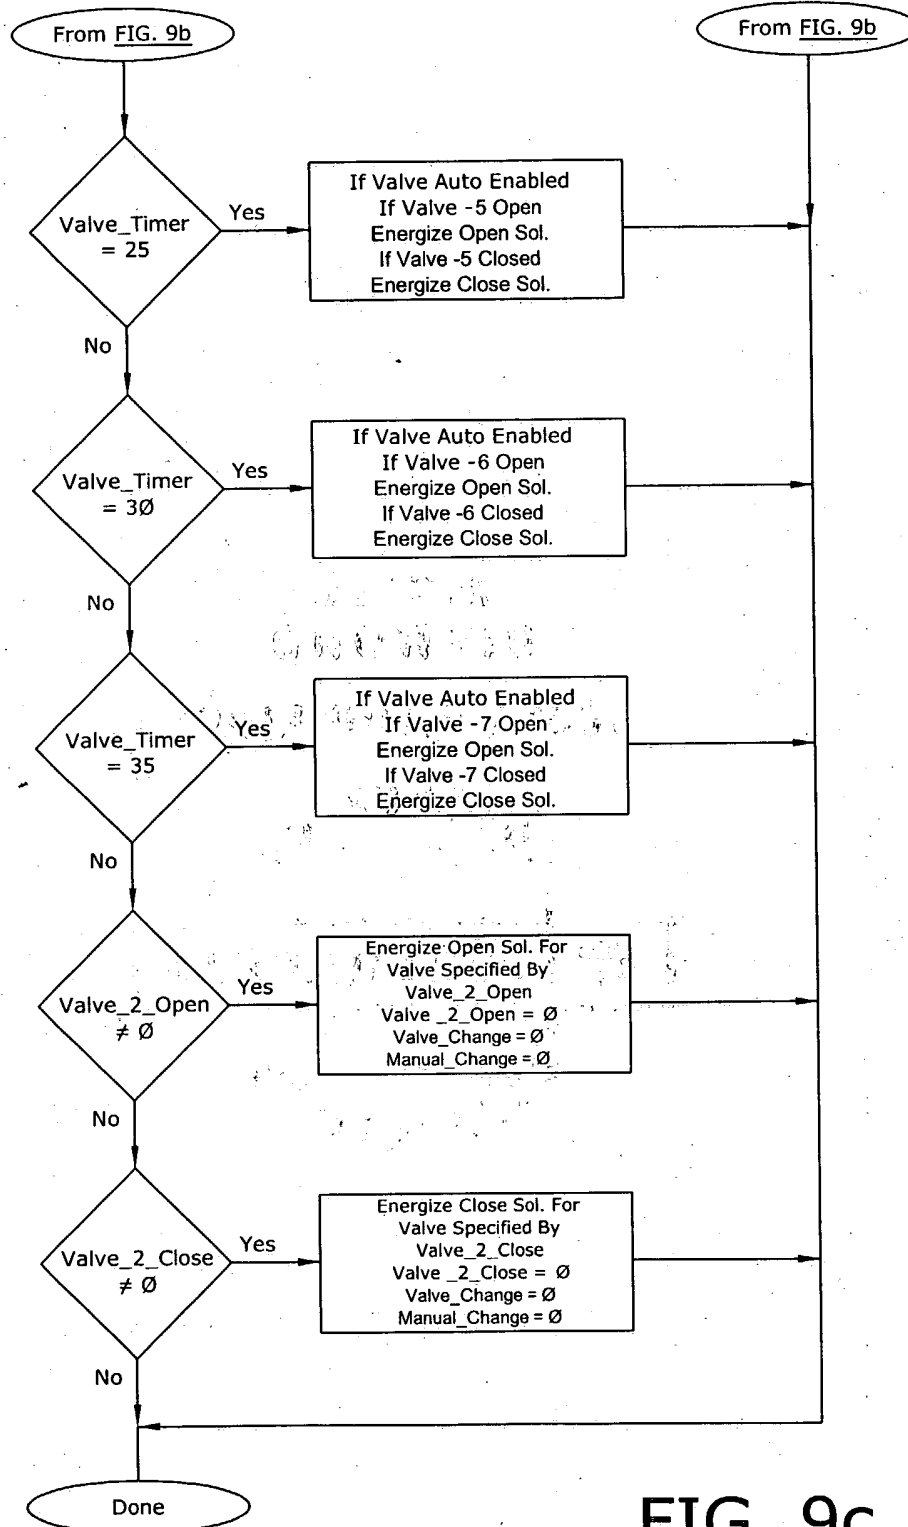 From FIG. 9b
From FIG. 9b
Valve_Timer
= 25
Yes
If Valve Auto Enabled
If Valve -5 Open
Energize Open Sol.
If Valve -5 Closed
Energize Close Sol.
No
Valve_Timer
= 3Ø
Yes
If Valve Auto Enabled
If Valve -6 Open
Energize Open Sol.
If Valve -6 Closed
Energize Close Sol.
No
Valve_Timer
= 35
Yes
If Valve Auto Enabled
If Valve -7 Open
Energize Open Sol.
If Valve -7 Closed
Energize Close Sol.
No
Valve_2_Open
≠ Ø
Yes
Energize Open Sol. For
Valve Specified By
Valve_2_Open
Valve _2_Open = Ø
Valve_Change = Ø
Manual_Change = Ø
No
Valve_2_Close
≠ Ø
Yes
Energize Close Sol. For
Valve Specified By
Valve_2_Close
Valve _2_Close = Ø
Valve_Change = Ø
Manual_Change = Ø
No
Done
FIG. 9c